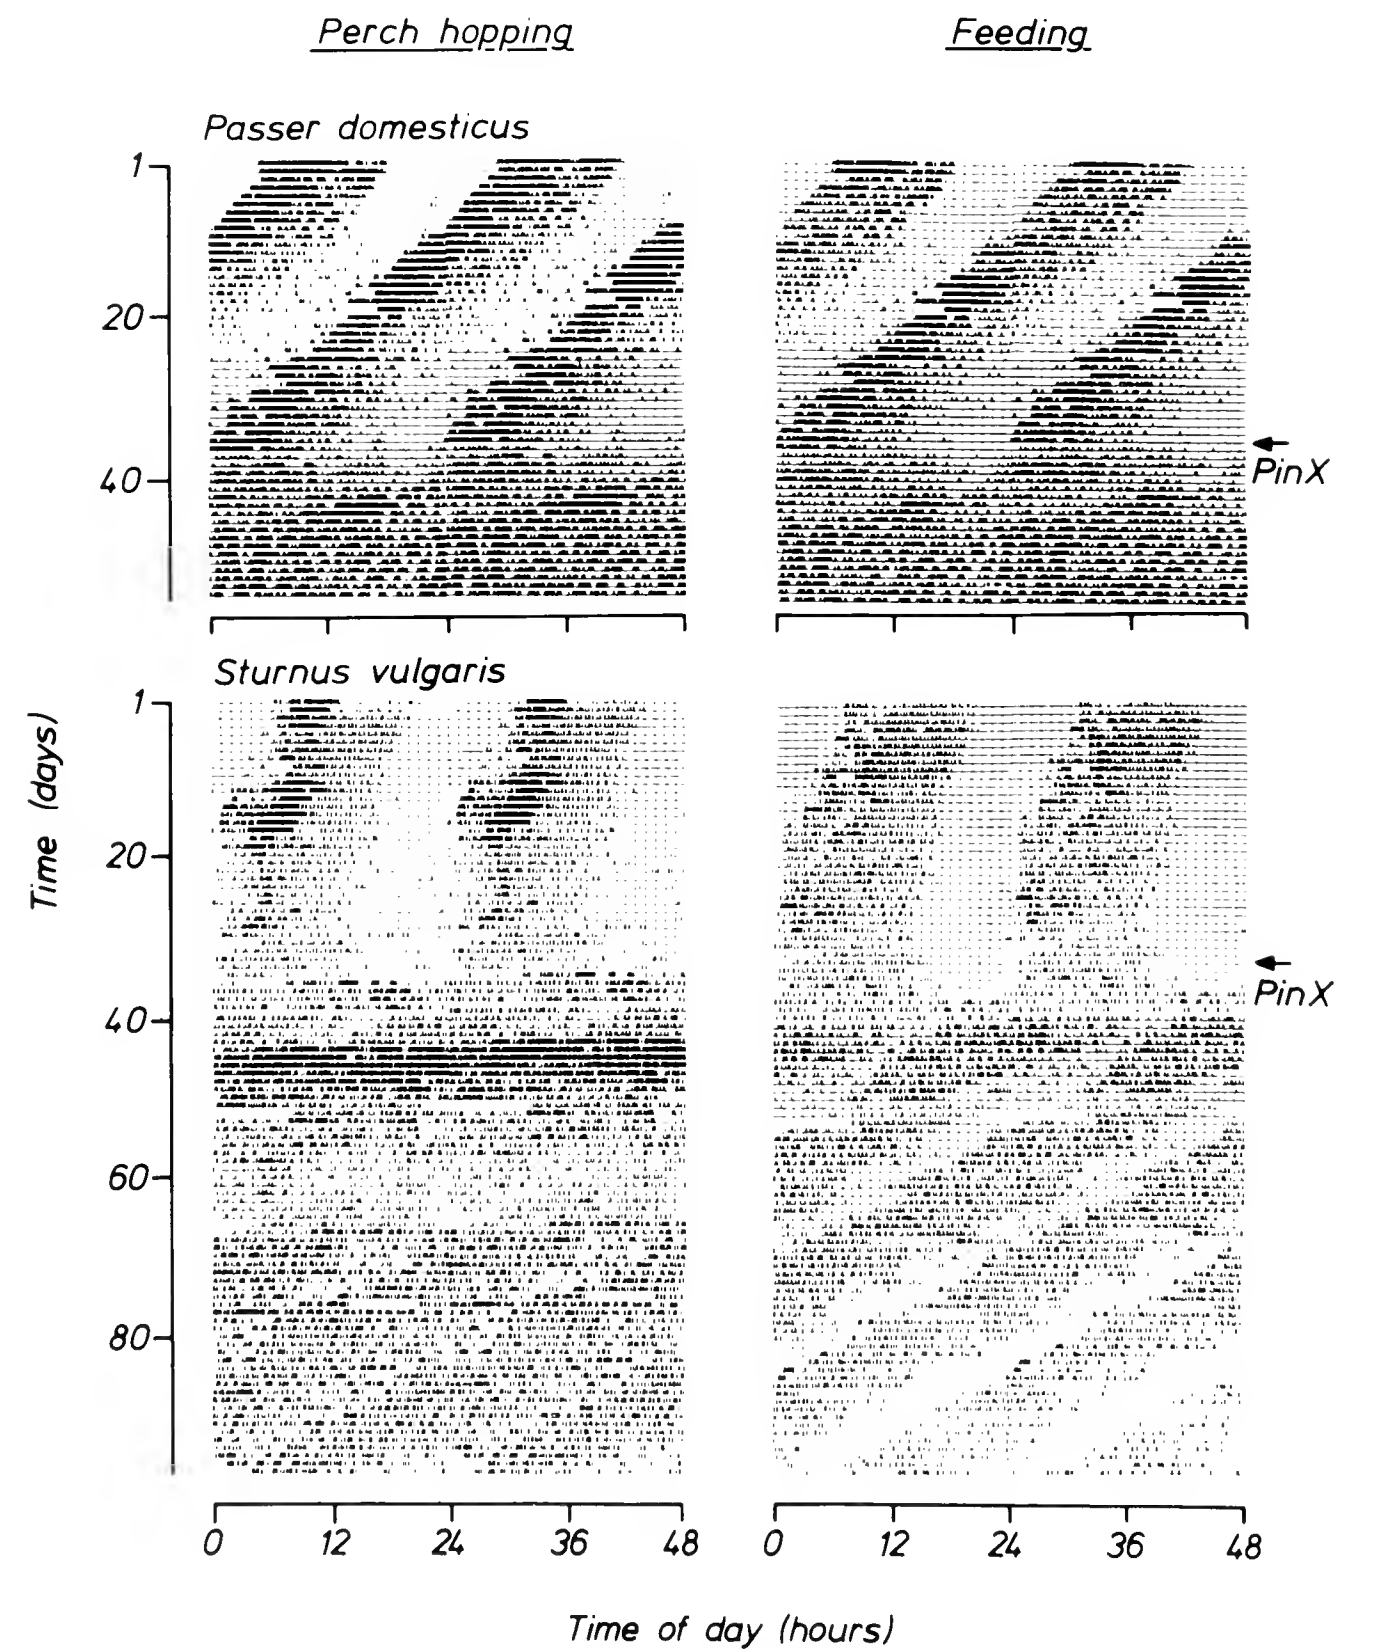 Perch hopping Feeding
Passer domesticus
1
20
40
PinX
Sturnus vulgaris
1
20
40
60
80
PinX
Time (days)
0 12 24 36 48 0 12 24 36 48
Time of day (hours)